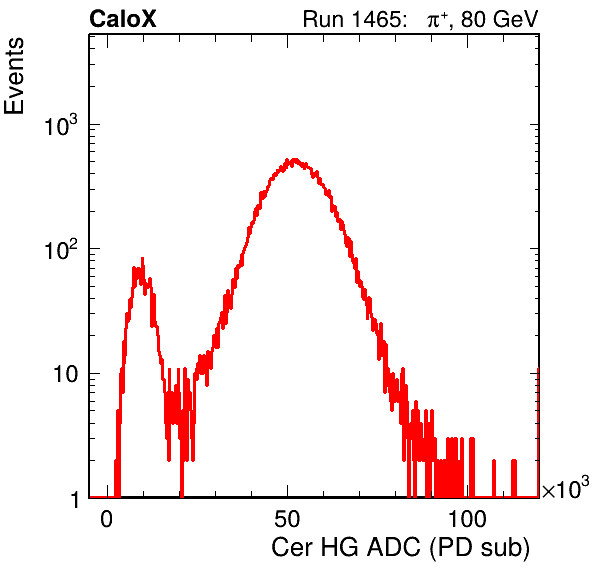 CaloX Run 1465: π⁺, 80 GeV
Events
10³
10²
10
1
0 50 100 ×10³
Cer HG ADC (PD sub)